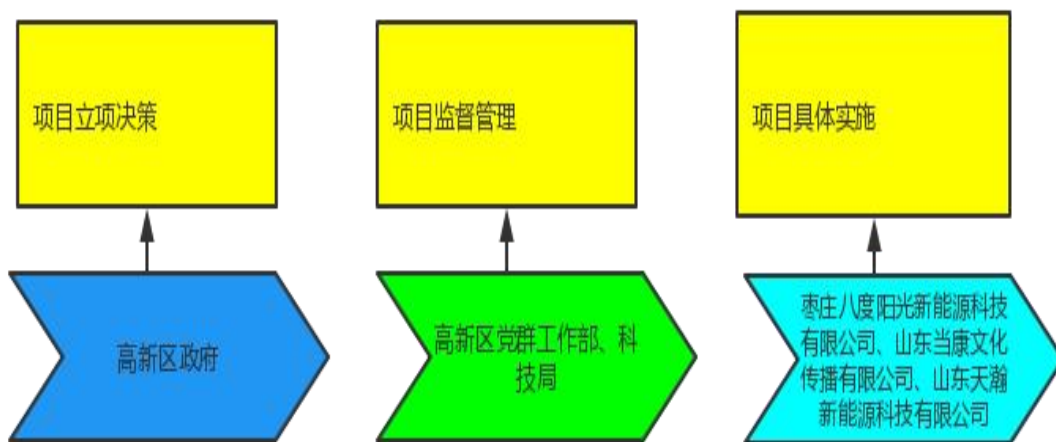 项目立项决策
项目监督管理
项目具体实施
高新区政府
高新区党群工作部、科
技局
枣庄八度阳光新能源科技
有限公司、山东当康文化
传播有限公司、山东天瀚
新能源科技有限公司